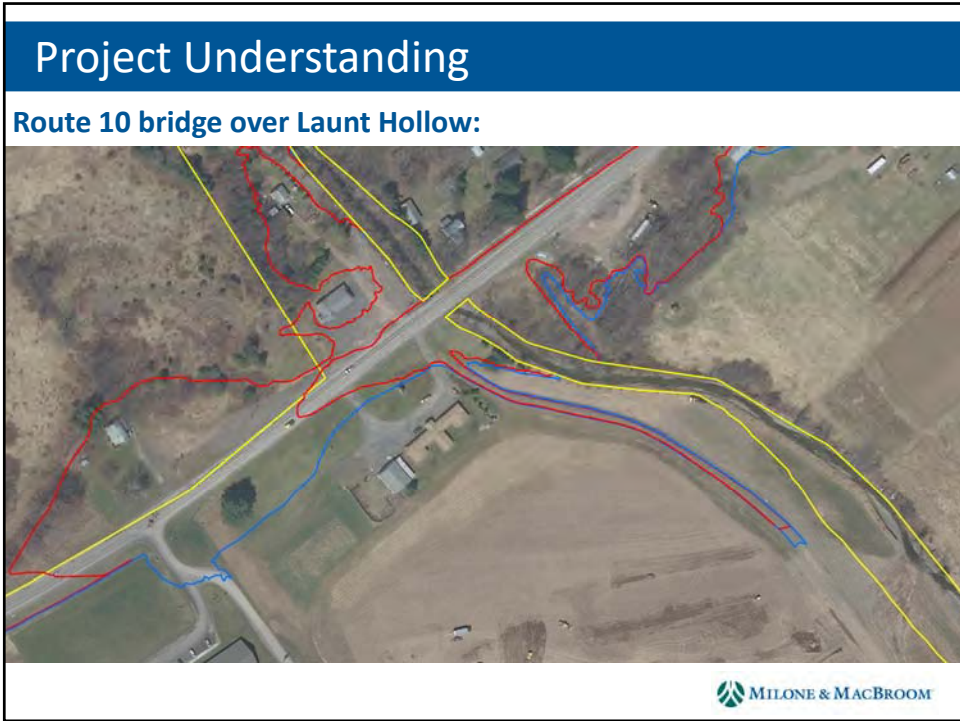 Project Understanding
Route 10 bridge over Launt Hollow:
MILONE & MACBROOM